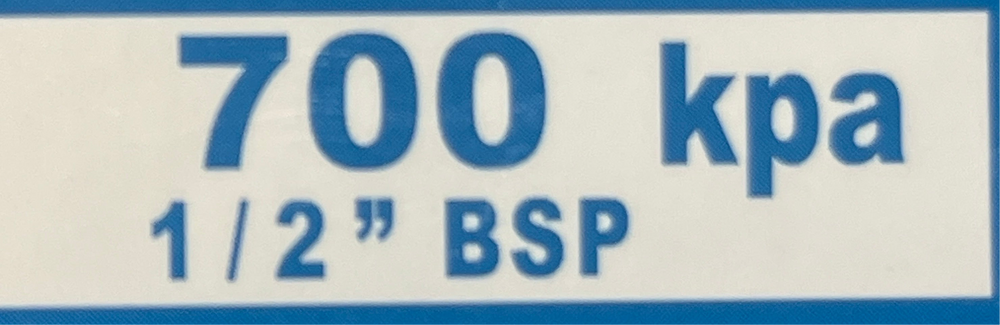 700 kpa
1/2” BSP